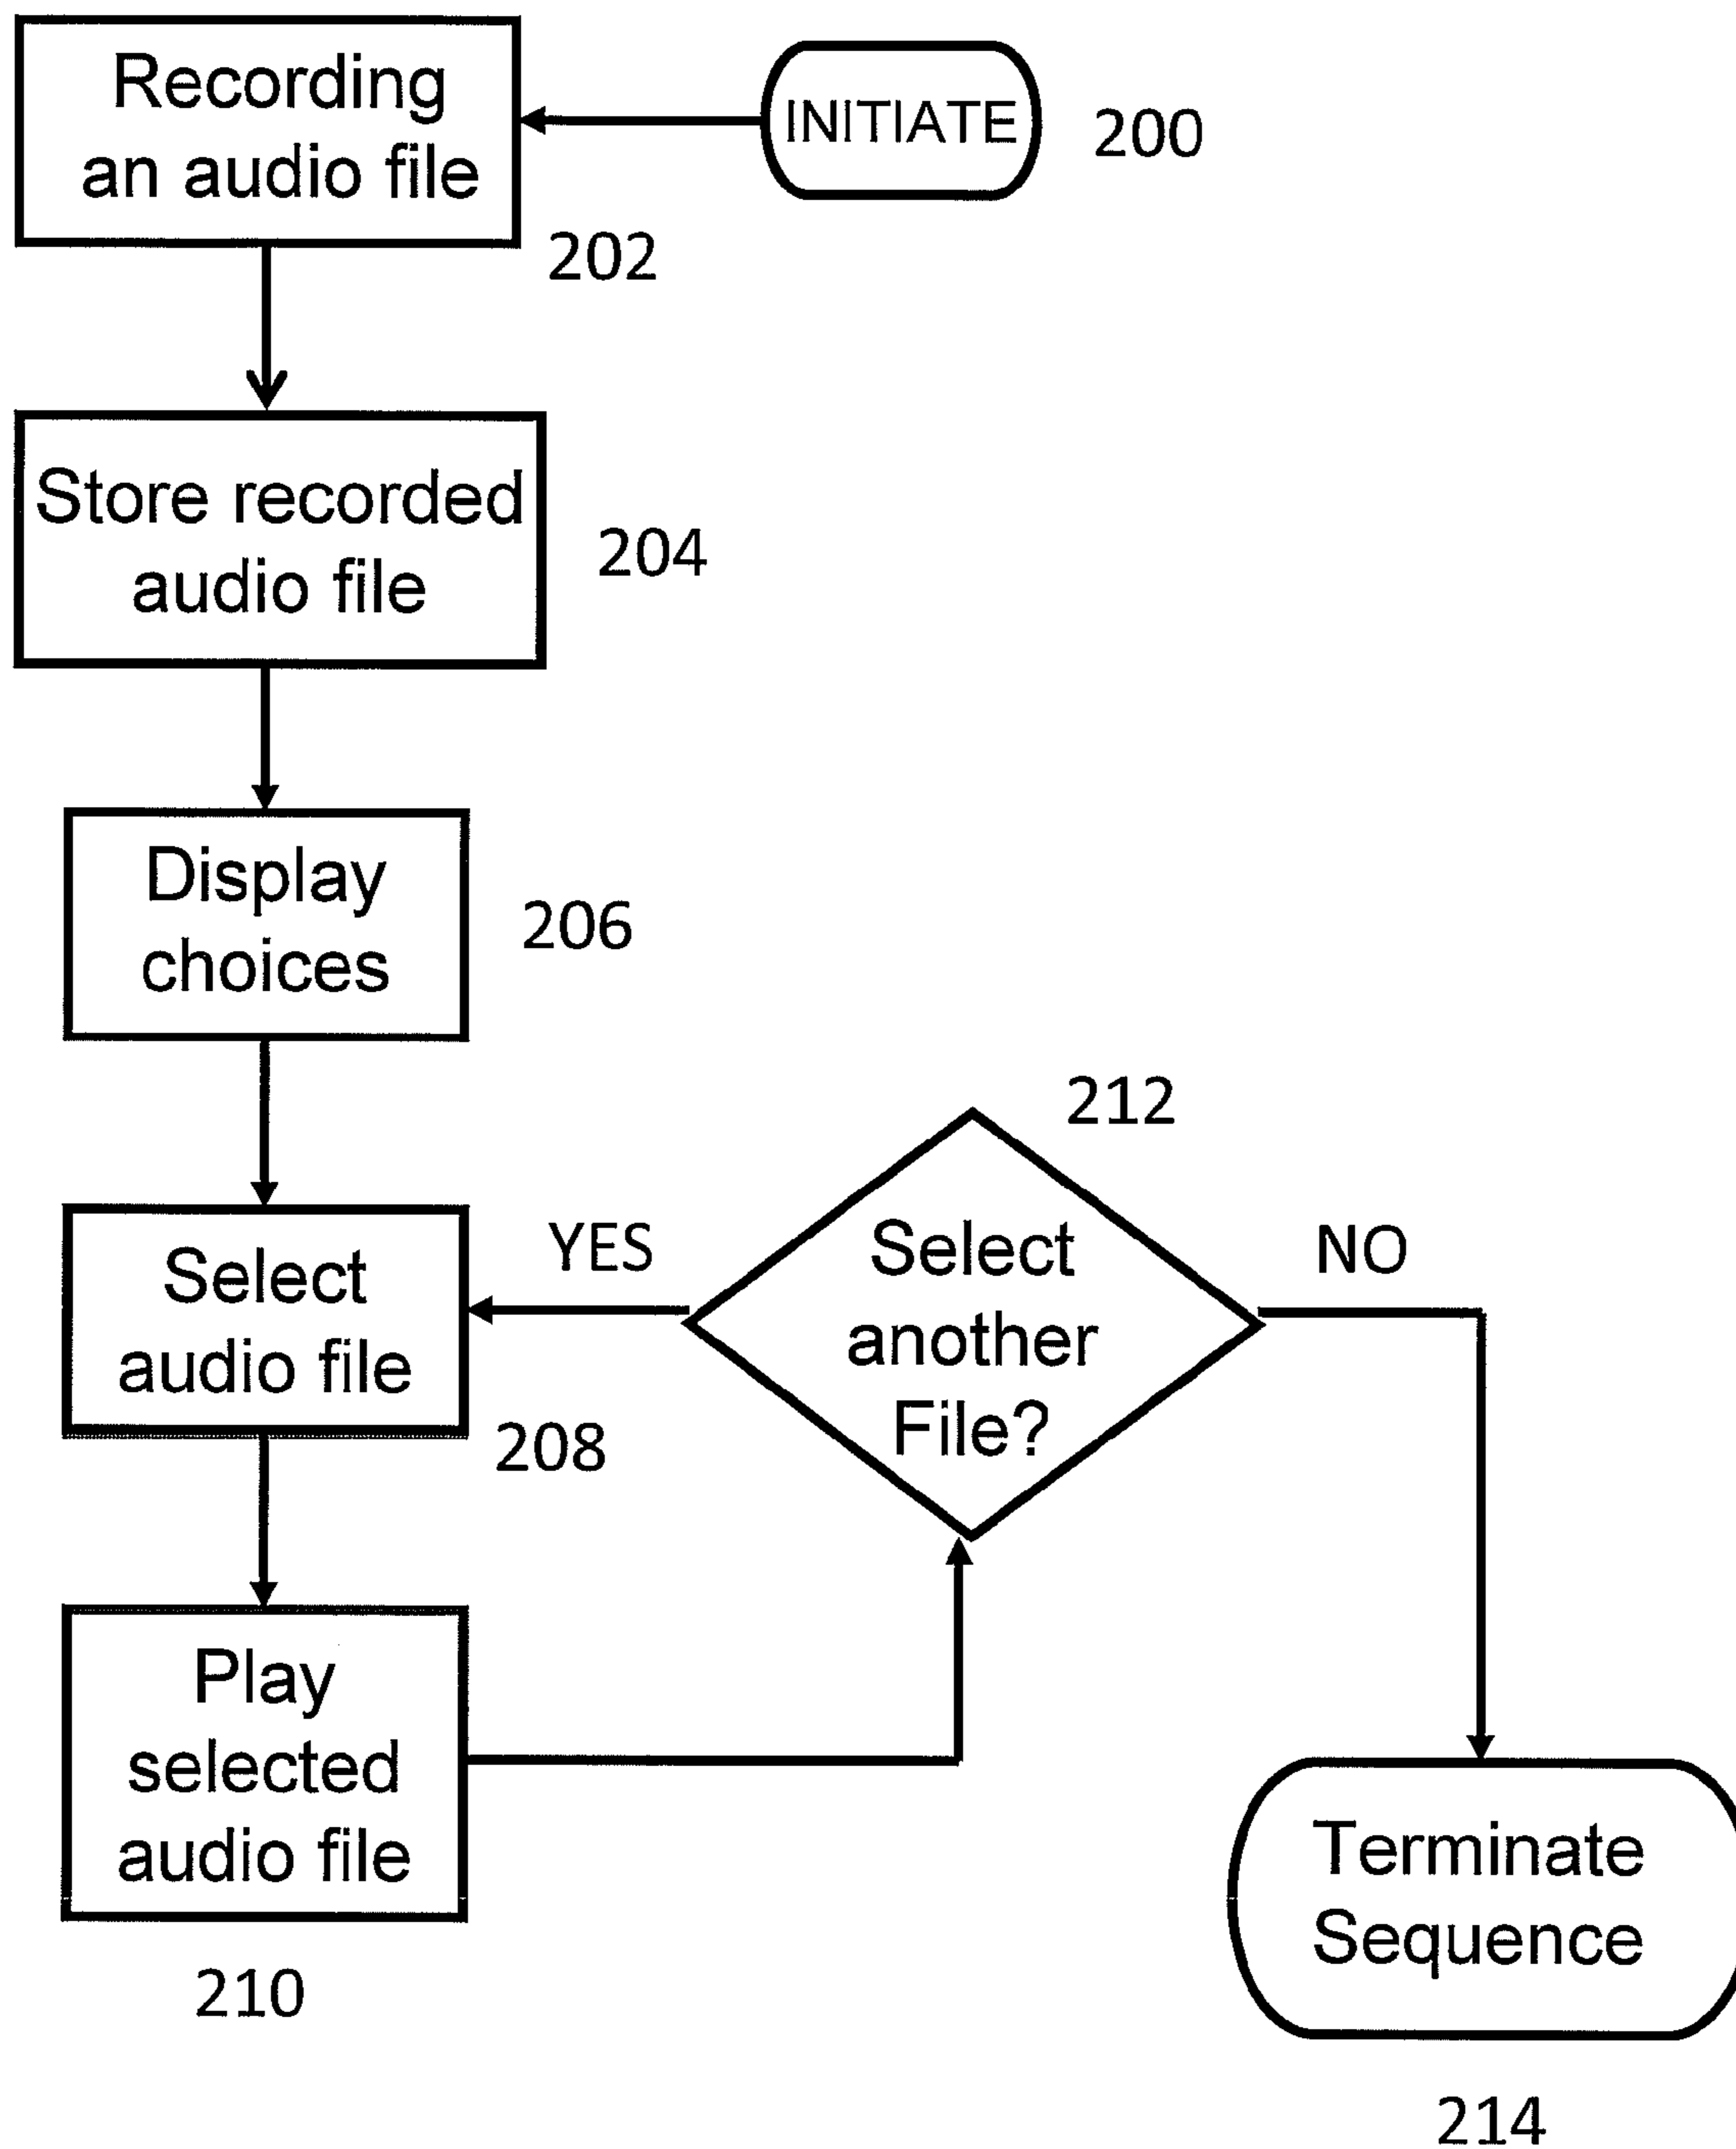 Recording
an audio file
INITIATE
200
202
Store recorded
audio file
204
Display
choices
206
212
Select
audio file
YES
Select
another
File?
NO
208
Play
selected
audio file
210
Terminate
Sequence
214